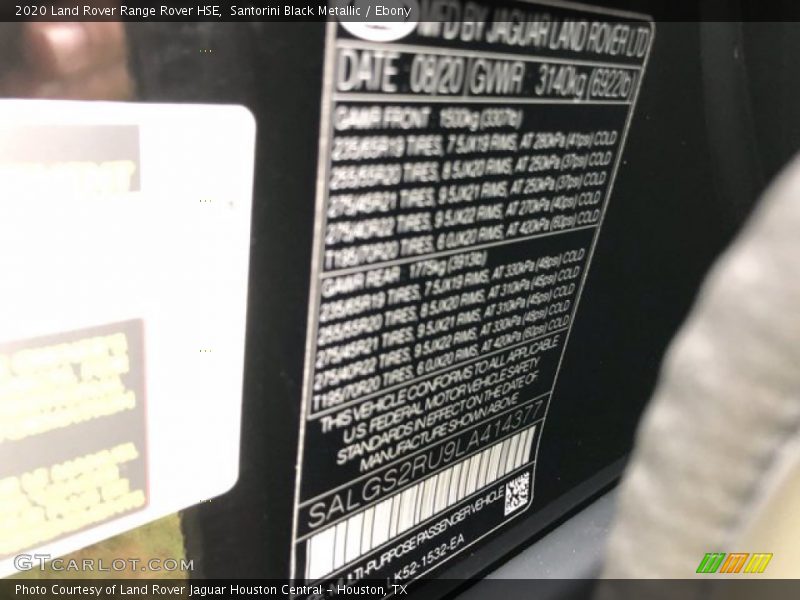 2020 Land Rover Range Rover HSE, Santorini Black Metallic / Ebony
MFD BY JAGUAR LAND ROVER LTD
DATE 08/20 GVWR 3140kg (6922lb)
GAWR FRONT 1500kg (3307lb)
235/65R19 TIRES, 7.5JX19 RIMS, AT 280kPa (41psi) COLD
255/55R20 TIRES, 8.5JX20 RIMS, AT 250kPa (37psi) COLD
275/45R21 TIRES, 9.5JX21 RIMS, AT 250kPa (37psi) COLD
275/40R22 TIRES, 9.5JX22 RIMS, AT 270kPa (40psi) COLD
T195/70R20 TIRES, 6.0JX20 RIMS, AT 420kPa (60psi) COLD
GAWR REAR 1775kg (3913lb)
235/65R19 TIRES, 7.5JX19 RIMS, AT 330kPa (48psi) COLD
255/55R20 TIRES, 8.5JX20 RIMS, AT 310kPa (45psi) COLD
275/45R21 TIRES, 9.5JX21 RIMS, AT 310kPa (45psi) COLD
275/40R22 TIRES, 9.5JX22 RIMS, AT 330kPa (48psi) COLD
T195/70R20 TIRES, 6.0JX20 RIMS, AT 420kPa (60psi) COLD
THIS VEHICLE CONFORMS TO ALL APPLICABLE
U.S. FEDERAL MOTOR VEHICLE SAFETY
STANDARDS IN EFFECT ON THE DATE OF
MANUFACTURE SHOWN ABOVE
SALGS2RU9LA414377
MULTI-PURPOSE PASSENGER VEHICLE
LK52-1532-EA
GTCarLot.com
Photo Courtesy of Land Rover Jaguar Houston Central - Houston, TX